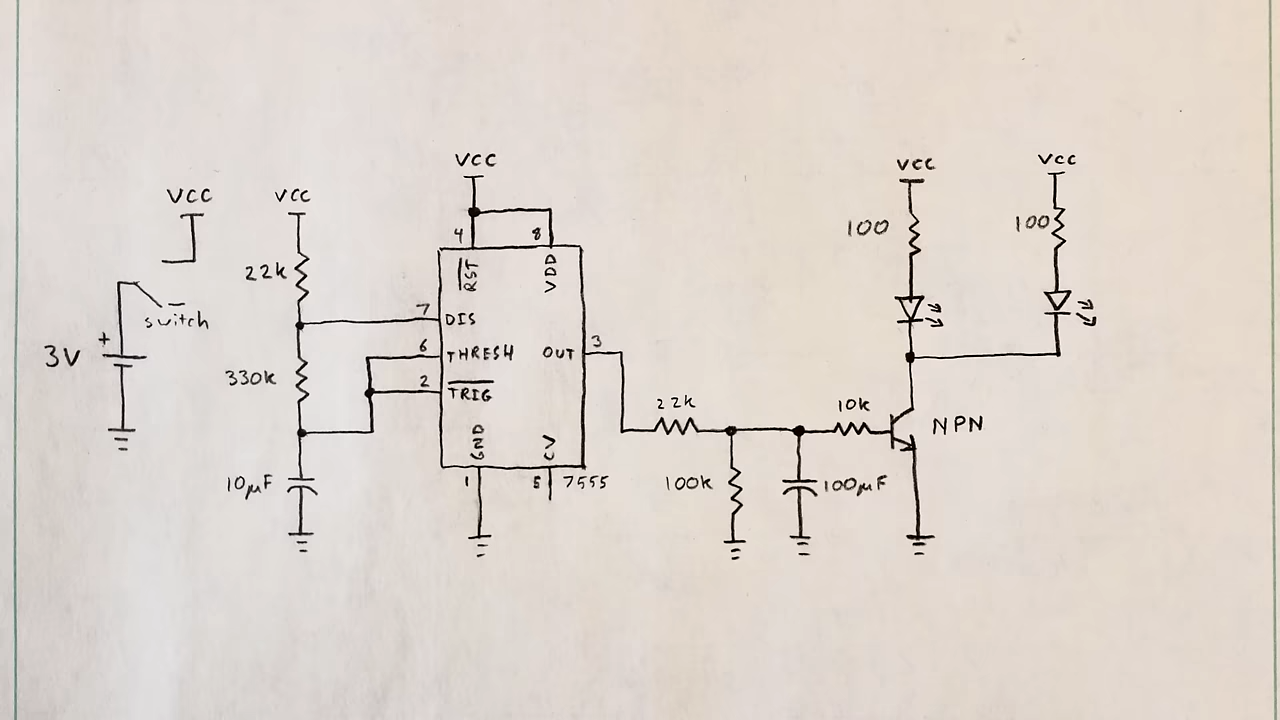 VCC
VCC
VCC
VCC
VCC
100
100
4
8
RST
VDD
22k
7
DIS
switch
+
3V
6
THRESH
OUT
3
330k
2
TRIG
22k
10k
NPN
GND
CV
10µF
1
5
7555
100k
100µF